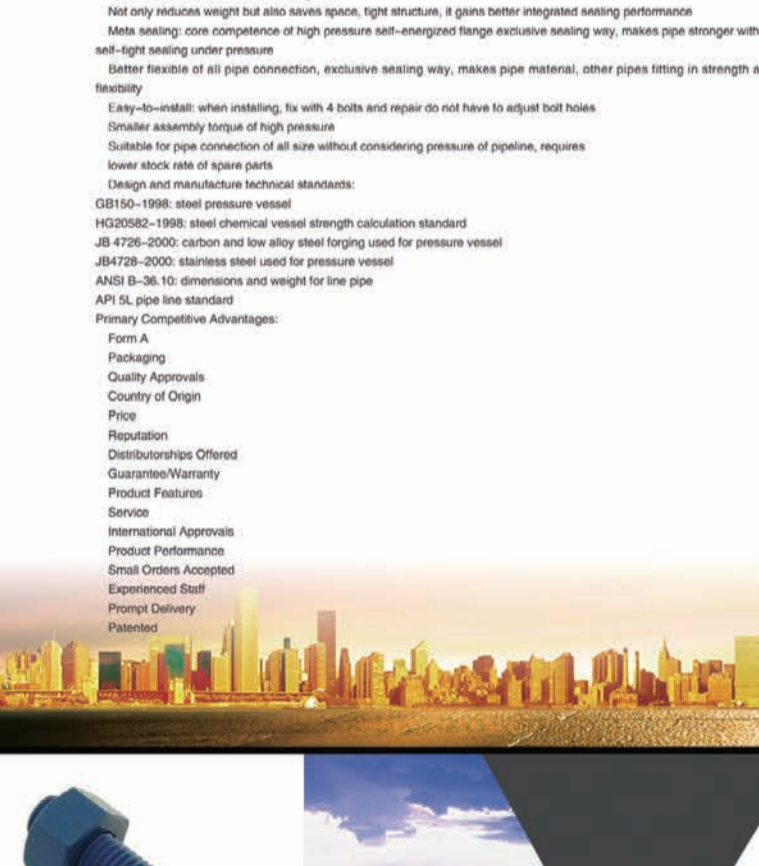 Not only reduces weight but also saves space, tight structure, it gains better integrated sealing performance
Meta sealing: core competence of high pressure self-energized flange exclusive sealing way, makes pipe stronger with
self-tight sealing under pressure
Better flexible of all pipe connection, exclusive sealing way, makes pipe material, other pipes fitting in strength a
flexibility
Easy-to-install: when installing, fix with 4 bolts and repair do not have to adjust bolt holes
Smaller assembly torque of high pressure
Suitable for pipe connection of all size without considering pressure of pipeline, requires
lower stock rate of spare parts
Design and manufacture technical standards:
GB150-1998: steel pressure vessel
HG20582-1998: steel chemical vessel strength calculation standard
JB 4726-2000: carbon and low alloy steel forging used for pressure vessel
JB4728-2000: stainless steel used for pressure vessel
ANSI B-36.10: dimensions and weight for line pipe
API 5L pipe line standard
Primary Competitive Advantages:
Form A
Packaging
Quality Approvals
Country of Origin
Price
Reputation
Distributorships Offered
Guarantee/Warranty
Product Features
Service
International Approvals
Product Performance
Small Orders Accepted
Experienced Staff
Prompt Delivery
Patented